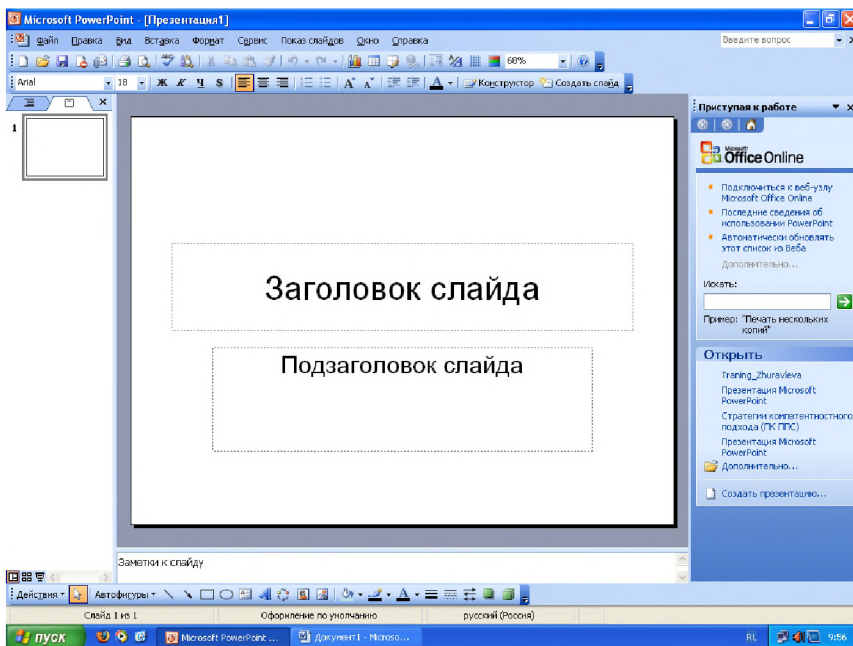 Microsoft PowerPoint - [Презентация1]
Файл Правка Вид Вставка Формат Сервис Показ слайдов Окно Справка
Введите вопрос
68%
Arial 18 Ж К Ч S Конструктор Создать слайд
Приступая к работе
1
Microsoft
Office Online
Подключиться к веб-узлу
Microsoft Office Online
Последние сведения об
использовании PowerPoint
Автоматически обновлять
этот список из Веба
Дополнительно...
Искать:
Пример: "Печать нескольких
копий"
Заголовок слайда
Подзаголовок слайда
Открыть
Traning_Zhuravleva
Презентация Microsoft
PowerPoint
Стратегии компетентностного
подхода (ПК ППС)
Презентация Microsoft
PowerPoint
Дополнительно...
Создать презентацию...
Заметки к слайду
Действия Автофигуры
Слайд 1 из 1 Оформление по умолчанию русский (Россия)
пуск Microsoft PowerPoint ... Документ1 - Microso... RL 9:56